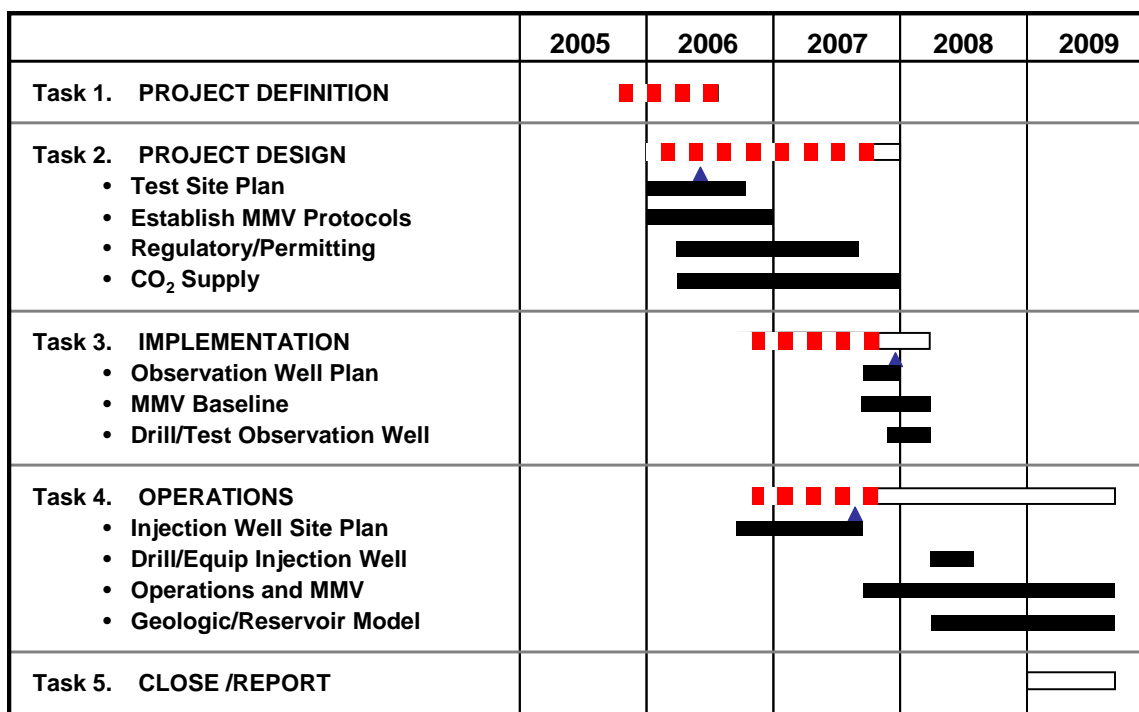 2005 2006 2007 2008 2009
Task 1. PROJECT DEFINITION
Task 2. PROJECT DESIGN
• Test Site Plan
• Establish MMV Protocols
• Regulatory/Permitting
• CO₂ Supply
Task 3. IMPLEMENTATION
• Observation Well Plan
• MMV Baseline
• Drill/Test Observation Well
Task 4. OPERATIONS
• Injection Well Site Plan
• Drill/Equip Injection Well
• Operations and MMV
• Geologic/Reservoir Model
Task 5. CLOSE /REPORT